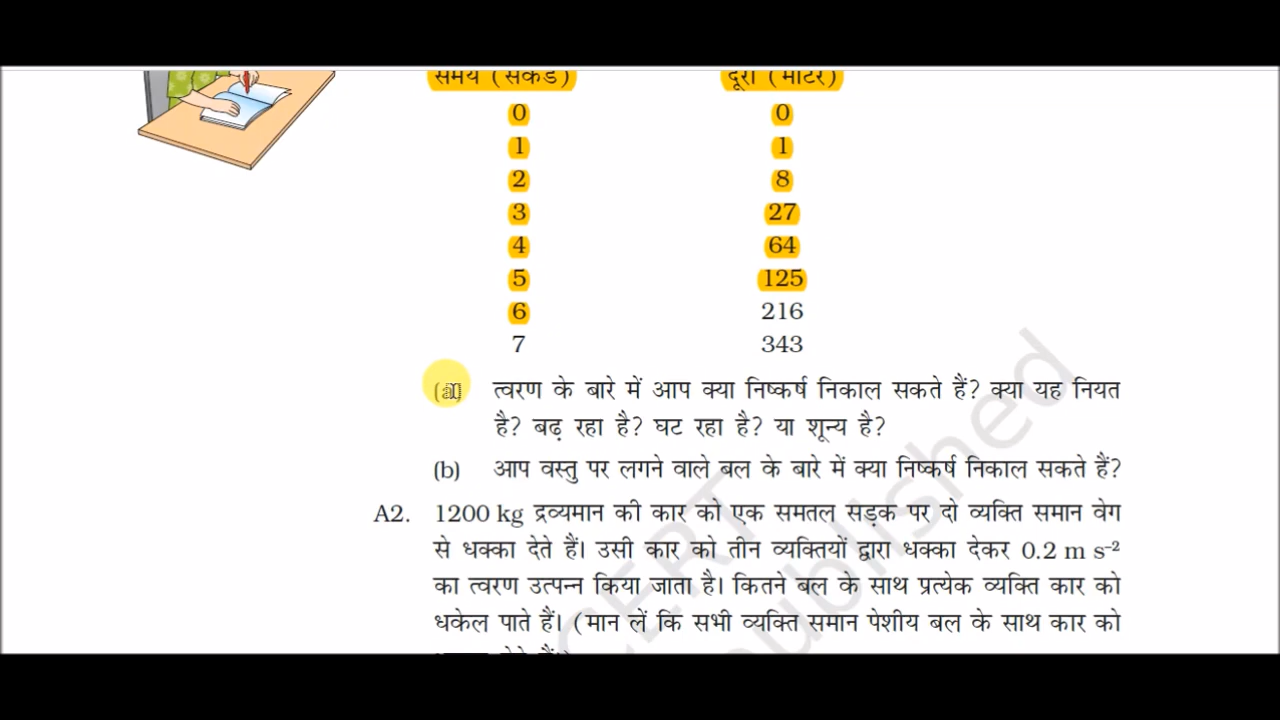 समय (सेकंड) दूरी (मीटर)
0 0
1 1
2 8
3 27
4 64
5 125
6 216
7 343
(a) त्वरण के बारे में आप क्या निष्कर्ष निकाल सकते हैं? क्या यह नियत
है? बढ़ रहा है? घट रहा है? या शून्य है?
(b) आप वस्तु पर लगने वाले बल के बारे में क्या निष्कर्ष निकाल सकते हैं?
A2. 1200 kg द्रव्यमान की कार को एक समतल सड़क पर दो व्यक्ति समान वेग
से धक्का देते हैं। उसी कार को तीन व्यक्तियों द्वारा धक्का देकर 0.2 m s⁻²
का त्वरण उत्पन्न किया जाता है। कितने बल के साथ प्रत्येक व्यक्ति कार को
धकेल पाते हैं। (मान लें कि सभी व्यक्ति समान पेशीय बल के साथ कार को